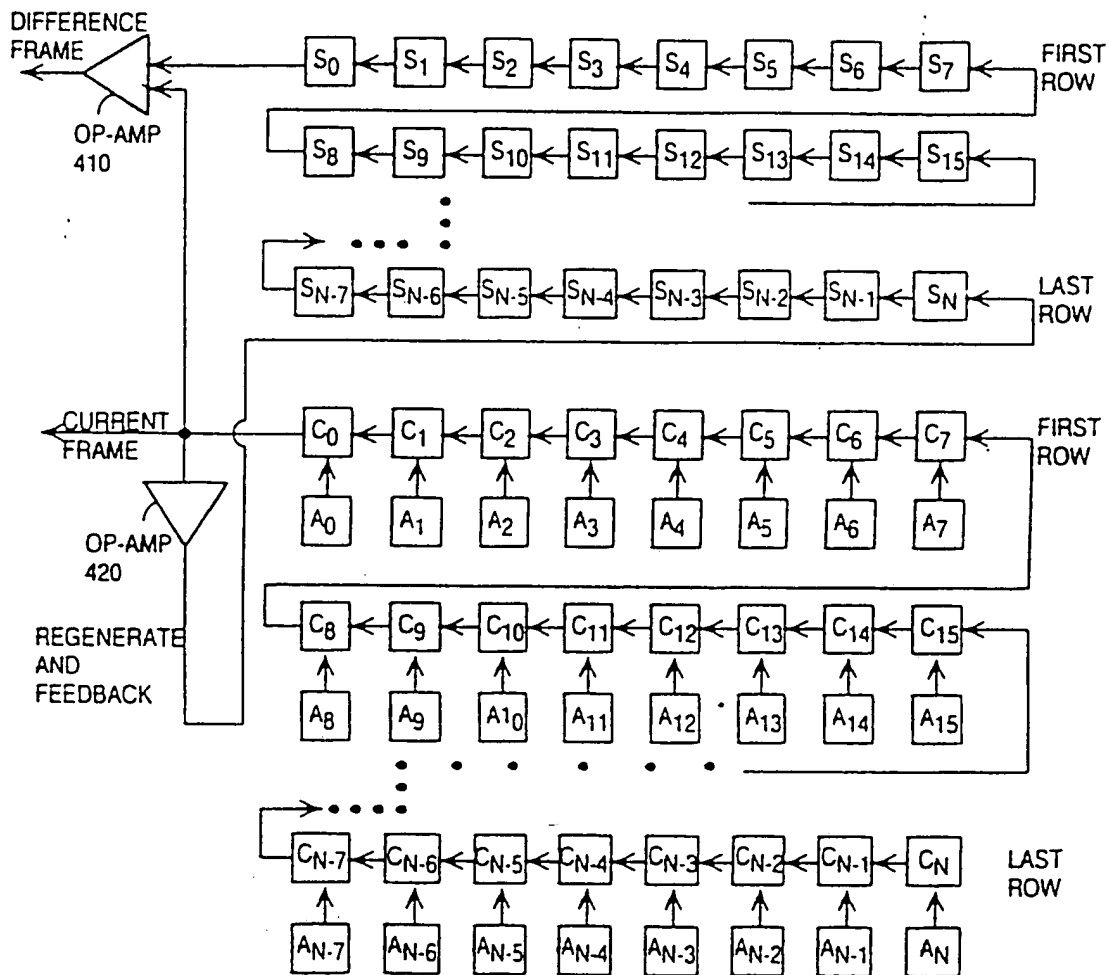 DIFFERENCE
FRAME
OP-AMP
410
S0 S1 S2 S3 S4 S5 S6 S7
FIRST
ROW
S8 S9 S10 S11 S12 S13 S14 S15
SN-7 SN-6 SN-5 SN-4 SN-3 SN-2 SN-1 SN
LAST
ROW
CURRENT
FRAME
C0 C1 C2 C3 C4 C5 C6 C7
FIRST
ROW
A0 A1 A2 A3 A4 A5 A6 A7
OP-AMP
420
REGENERATE
AND
FEEDBACK
C8 C9 C10 C11 C12 C13 C14 C15
A8 A9 A10 A11 A12 A13 A14 A15
CN-7 CN-6 CN-5 CN-4 CN-3 CN-2 CN-1 CN
LAST
ROW
AN-7 AN-6 AN-5 AN-4 AN-3 AN-2 AN-1 AN